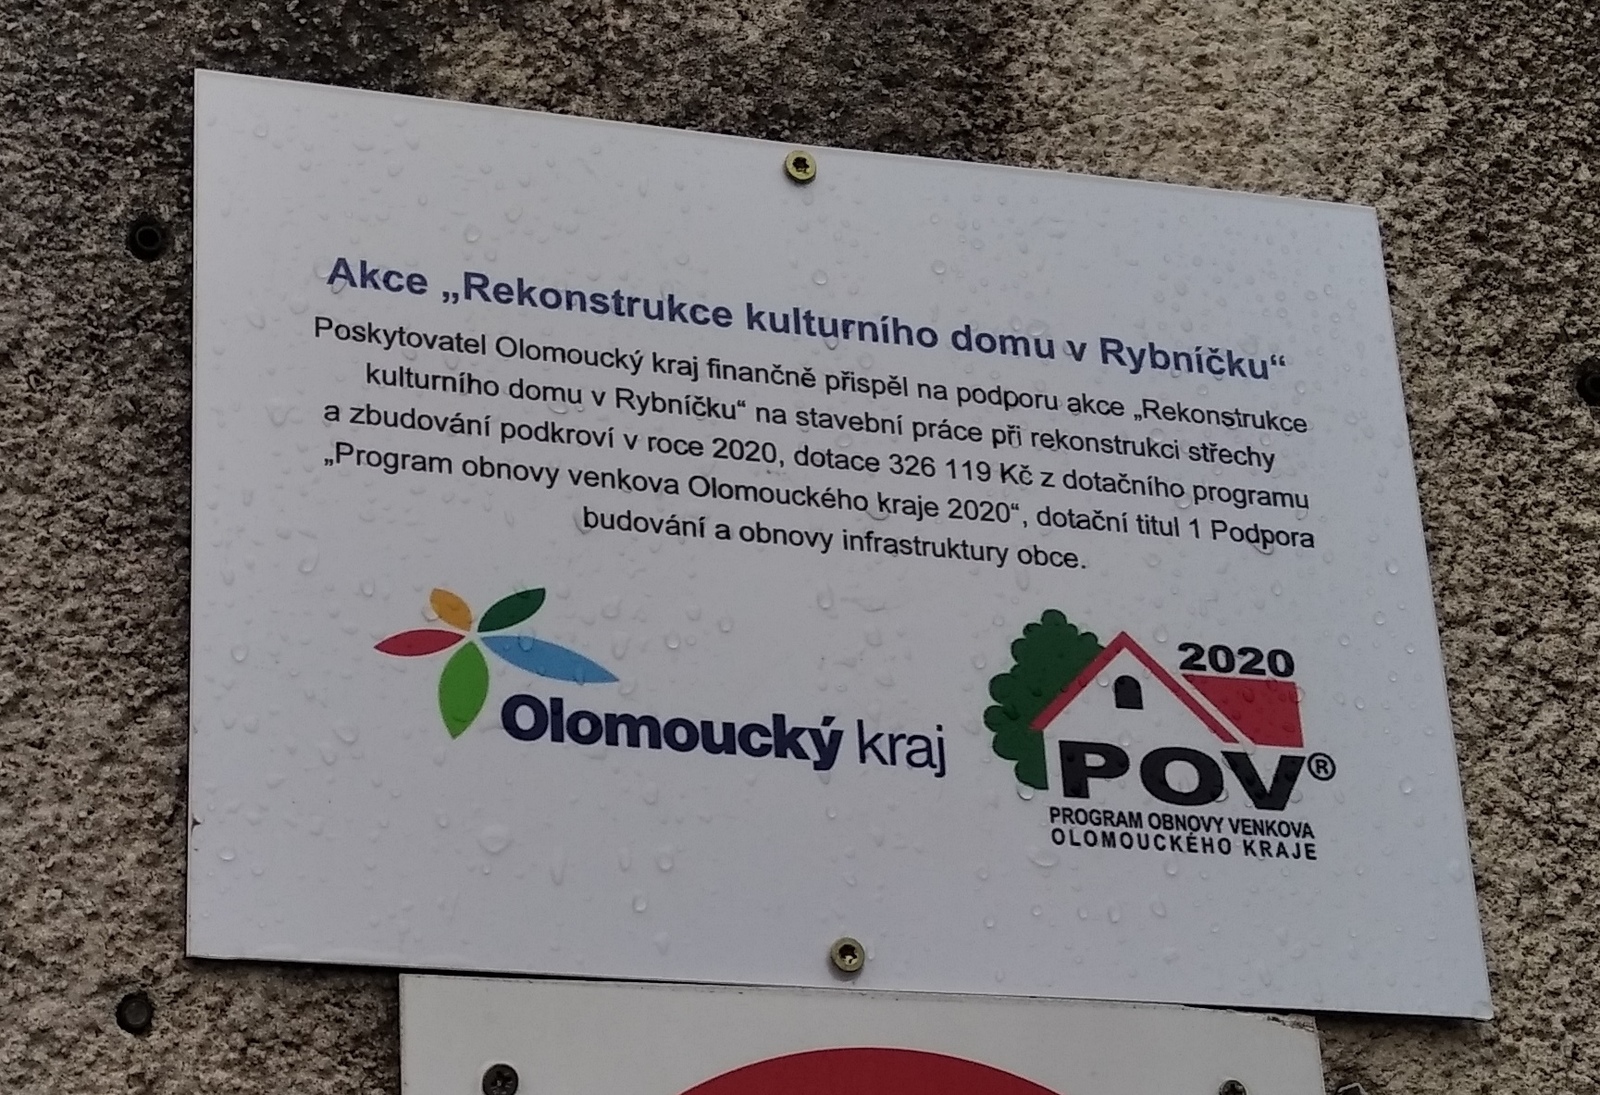 Akce „Rekonstrukce kulturního domu v Rybníčku“
Poskytovatel Olomoucký kraj finančně přispěl na podporu akce „Rekonstrukce
kulturního domu v Rybníčku“ na stavební práce při rekonstrukci střechy
a zbudování podkroví v roce 2020, dotace 326 119 Kč z dotačního programu
„Program obnovy venkova Olomouckého kraje 2020“, dotační titul 1 Podpora
budování a obnovy infrastruktury obce.
Olomoucký kraj
2020
POV®
PROGRAM OBNOVY VENKOVA
OLOMOUCKÉHO KRAJE